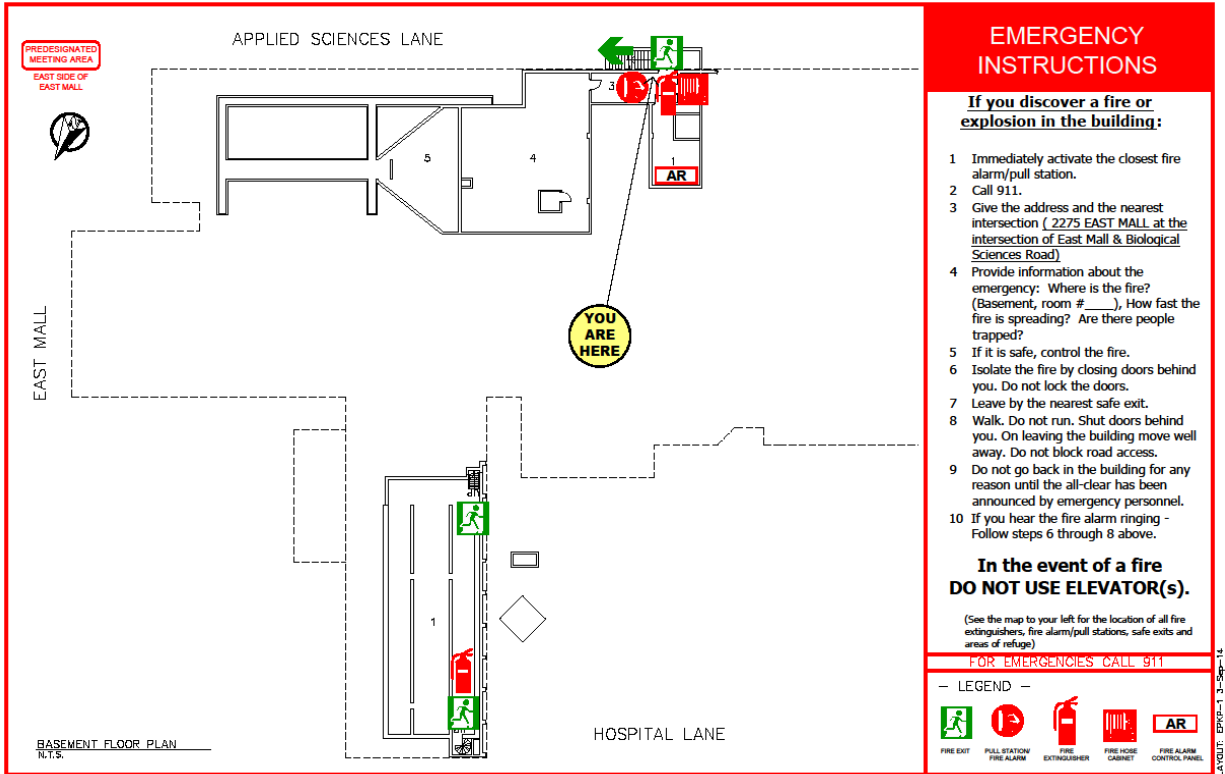 PREDESIGNATED
MEETING AREA
EAST SIDE OF
EAST MALL
APPLIED SCIENCES LANE
3
5
4
1
AR
YOU
ARE
HERE
EAST MALL
1
HOSPITAL LANE
BASEMENT FLOOR PLAN
N.T.S.
EMERGENCY
INSTRUCTIONS
If you discover a fire or
explosion in the building:
1 Immediately activate the closest fire
alarm/pull station.
2 Call 911.
3 Give the address and the nearest
intersection ( 2275 EAST MALL at the
intersection of East Mall & Biological
Sciences Road)
4 Provide information about the
emergency: Where is the fire?
(Basement, room #____), How fast the
fire is spreading? Are there people
trapped?
5 If it is safe, control the fire.
6 Isolate the fire by closing doors behind
you. Do not lock the doors.
7 Leave by the nearest safe exit.
8 Walk. Do not run. Shut doors behind
you. On leaving the building move well
away. Do not block road access.
9 Do not go back in the building for any
reason until the all-clear has been
announced by emergency personnel.
10 If you hear the fire alarm ringing -
Follow steps 6 through 8 above.
In the event of a fire
DO NOT USE ELEVATOR(s).
(See the map to your left for the location of all fire
extinguishers, fire alarm/pull stations, safe exits and
areas of refuge)
FOR EMERGENCIES CALL 911
- LEGEND -
AR
FIRE EXIT
PULL STATION/
FIRE ALARM
FIRE
EXTINGUISHER
FIRE HOSE
CABINET
FIRE ALARM
CONTROL PANEL
3-Sep-14